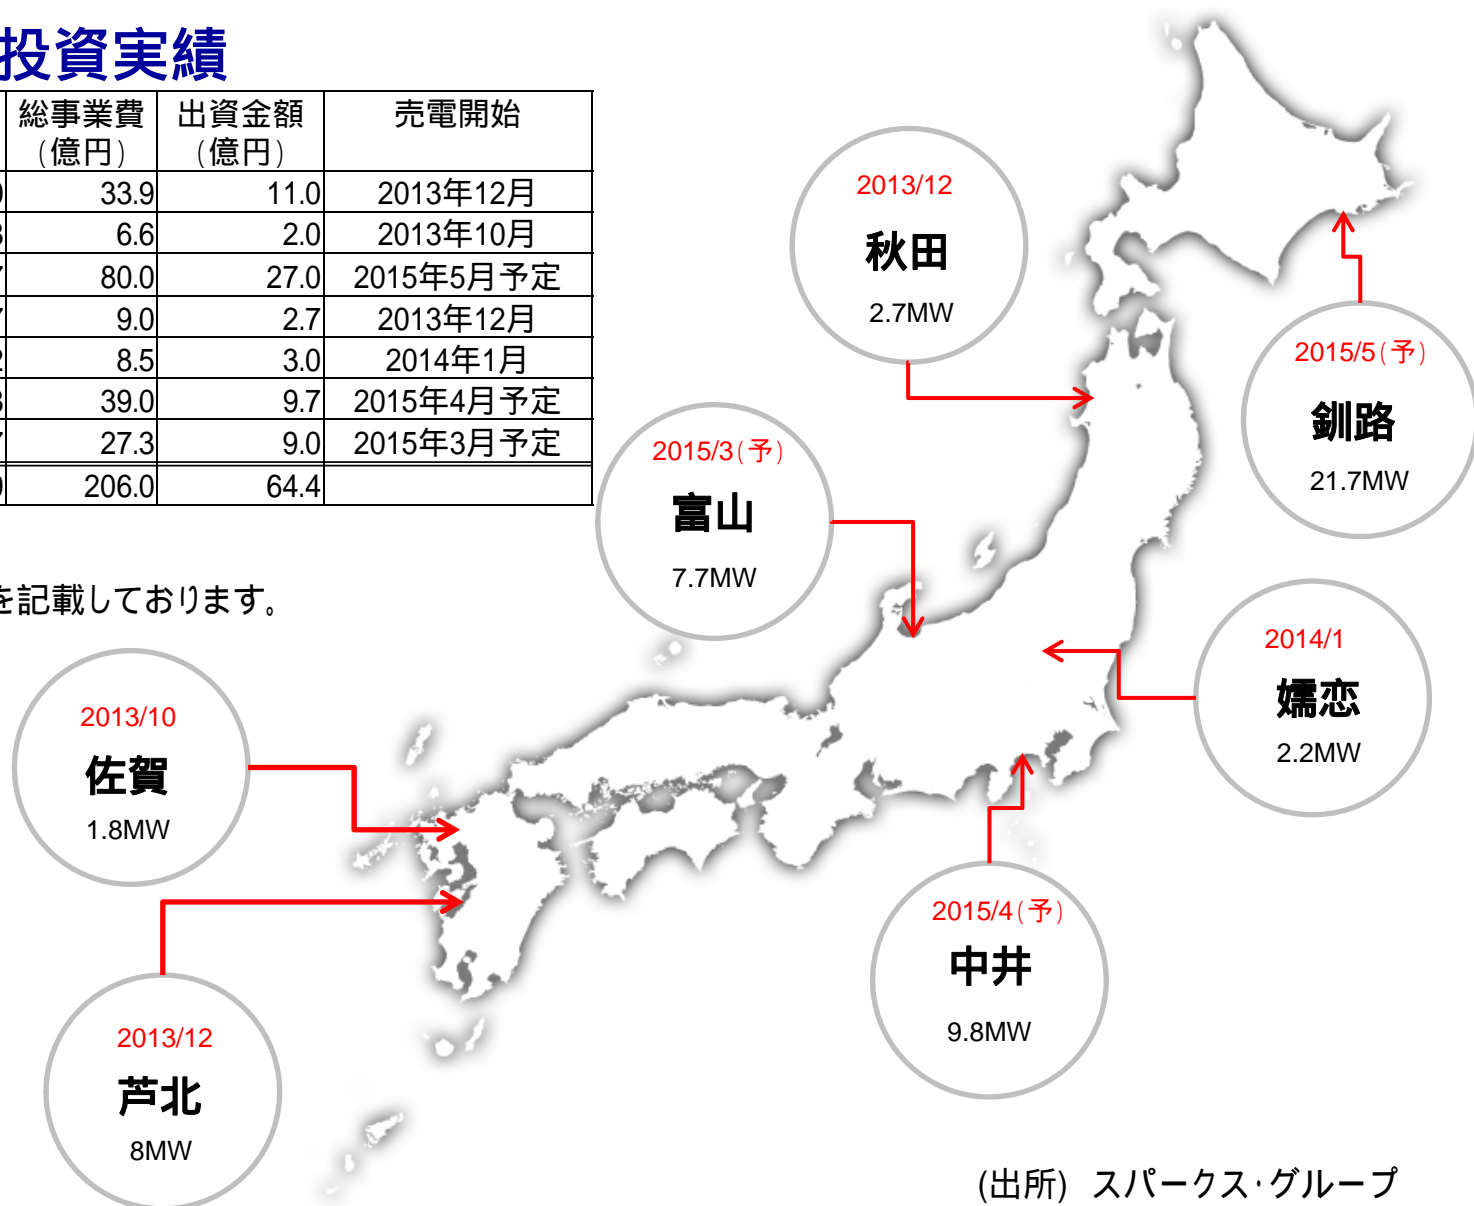 投資実績
総事業費 出資金額 売電開始
(億円) (億円)
0 33.9 11.0 2013年12月
8 6.6 2.0 2013年10月
7 80.0 27.0 2015年5月予定
7 9.0 2.7 2013年12月
2 8.5 3.0 2014年1月
8 39.0 9.7 2015年4月予定
7 27.3 9.0 2015年3月予定
206.0 64.4
を記載しております。
2013/12
秋田
2.7MW
2015/5(予)
釧路
21.7MW
2015/3(予)
富山
7.7MW
2014/1
嬬恋
2.2MW
2013/10
佐賀
1.8MW
2015/4(予)
中井
9.8MW
2013/12
芦北
8MW
(出所) スパークス・グループ